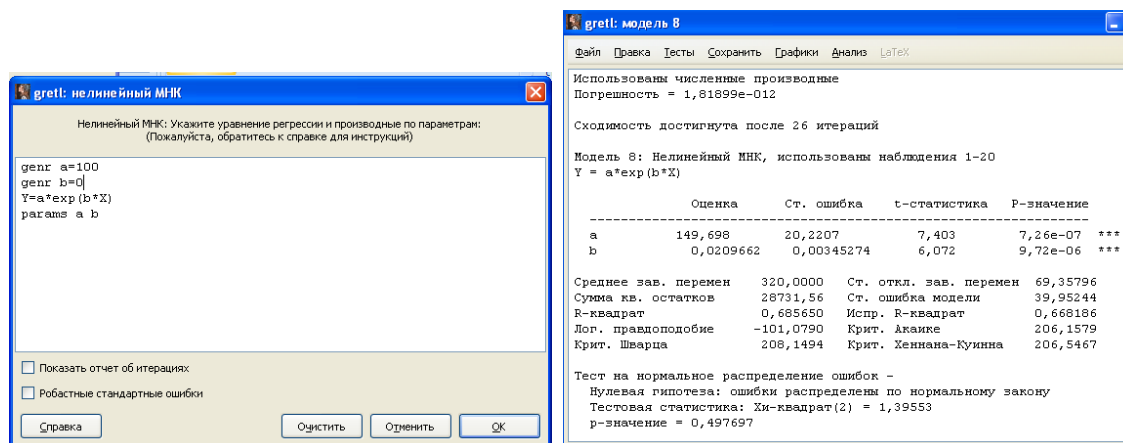 gretl: нелинейный МНК
Нелинейный МНК: Укажите уравнение регрессии и производные по параметрам:
(Пожалуйста, обратитесь к справке для инструкций)
genr a=100
genr b=0
Y=a*exp(b*X)
params a b
Показать отчет об итерациях
Робастные стандартные ошибки
Справка Очистить Отменить OK
gretl: модель 8
Файл Правка Тесты Сохранить Графики Анализ LaTeX
Использованы численные производные
Погрешность = 1,81899e-012
Сходимость достигнута после 26 итераций
Модель 8: Нелинейный МНК, использованы наблюдения 1-20
Y = a*exp(b*X)
Оценка Ст. ошибка t-статистика P-значение
----------------------------------------------------------------
a 149,698 20,2207 7,403 7,26e-07 ***
b 0,0209662 0,00345274 6,072 9,72e-06 ***
Среднее зав. перемен 320,0000 Ст. откл. зав. перемен 69,35796
Сумма кв. остатков 28731,56 Ст. ошибка модели 39,95244
R-квадрат 0,685650 Испр. R-квадрат 0,668186
Лог. правдоподобие -101,0790 Крит. Акаике 206,1579
Крит. Шварца 208,1494 Крит. Хеннана-Куинна 206,5467
Тест на нормальное распределение ошибок -
Нулевая гипотеза: ошибки распределены по нормальному закону
Тестовая статистика: Хи-квадрат(2) = 1,39553
р-значение = 0,497697